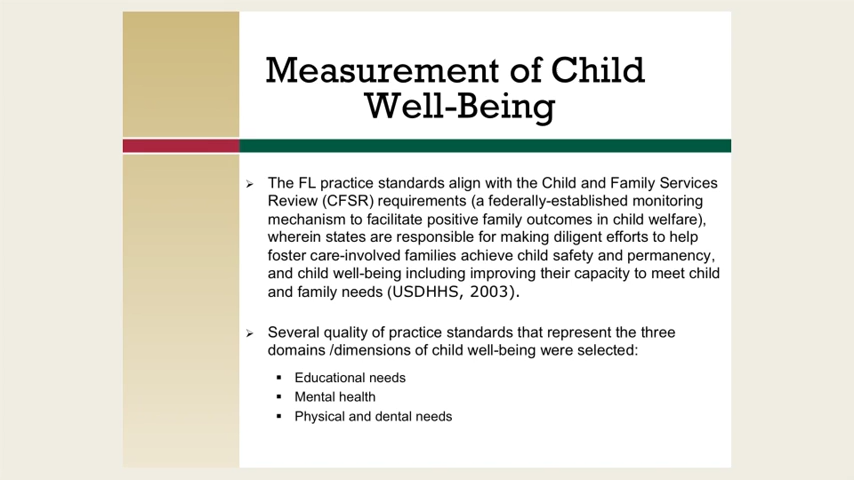 Measurement of Child
Well-Being
➢ The FL practice standards align with the Child and Family Services
Review (CFSR) requirements (a federally-established monitoring
mechanism to facilitate positive family outcomes in child welfare),
wherein states are responsible for making diligent efforts to help
foster care-involved families achieve child safety and permanency,
and child well-being including improving their capacity to meet child
and family needs (USDHHS, 2003).
➢ Several quality of practice standards that represent the three
domains /dimensions of child well-being were selected:
▪ Educational needs
▪ Mental health
▪ Physical and dental needs